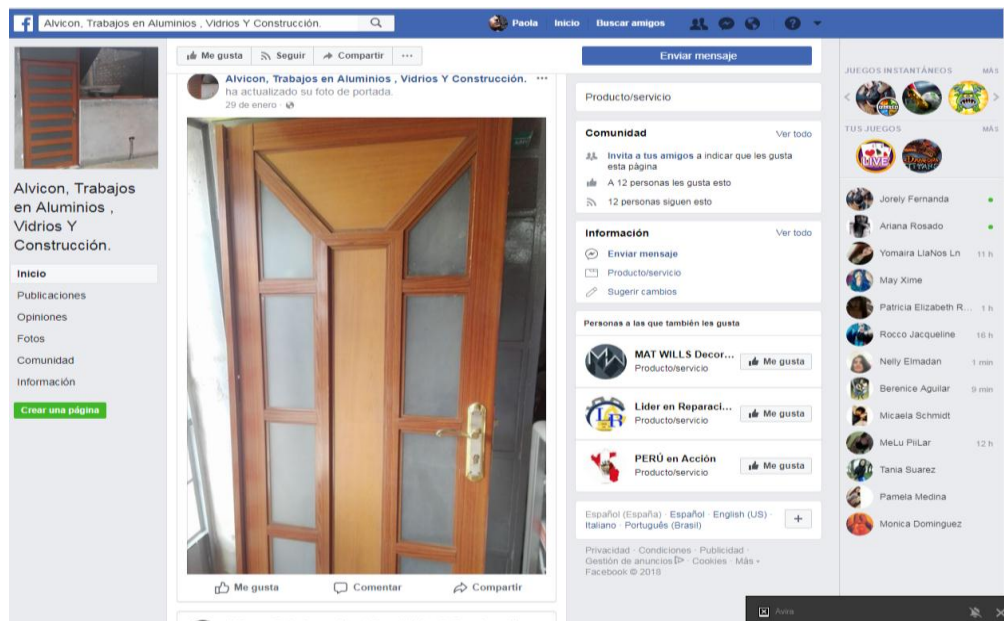 Alvicon, Trabajos en Aluminios , Vidrios Y Construcción.
Paola
Inicio
Buscar amigos
Alvicon, Trabajos
en Aluminios ,
Vidrios Y
Construcción.
Inicio
Publicaciones
Opiniones
Fotos
Comunidad
Información
Crear una página
Me gusta
Seguir
Compartir
Alvicon, Trabajos en Aluminios , Vidrios Y Construcción.
ha actualizado su foto de portada.
29 de enero
Me gusta
Comentar
Compartir
Enviar mensaje
Producto/servicio
Comunidad
Ver todo
Invita a tus amigos a indicar que les gusta
esta página
A 12 personas les gusta esto
12 personas siguen esto
Información
Ver todo
Enviar mensaje
Producto/servicio
Sugerir cambios
Personas a las que también les gusta
MAT WILLS Decor...
Producto/servicio
Me gusta
Lider en Reparaci...
Producto/servicio
Me gusta
PERÚ en Acción
Producto/servicio
Me gusta
Español (España) · Español · English (US) ·
Italiano · Português (Brasil)
Privacidad · Condiciones · Publicidad ·
Gestión de anuncios · Cookies · Más
Facebook © 2018
JUEGOS INSTANTÁNEOS
MÁS
TUS JUEGOS
MÁS
LIVE
Jorely Fernanda
Ariana Rosado
Yomaira LlaNos Ln 11 h
May Xime
Patricia Elizabeth R... 1 h
Rocco Jacqueline 16 h
Nelly Elmadan 1 min
Berenice Aguilar 9 min
Micaela Schmidt
MeLu PiiLar 12 h
Tania Suarez
Pamela Medina
Monica Dominguez
Avira